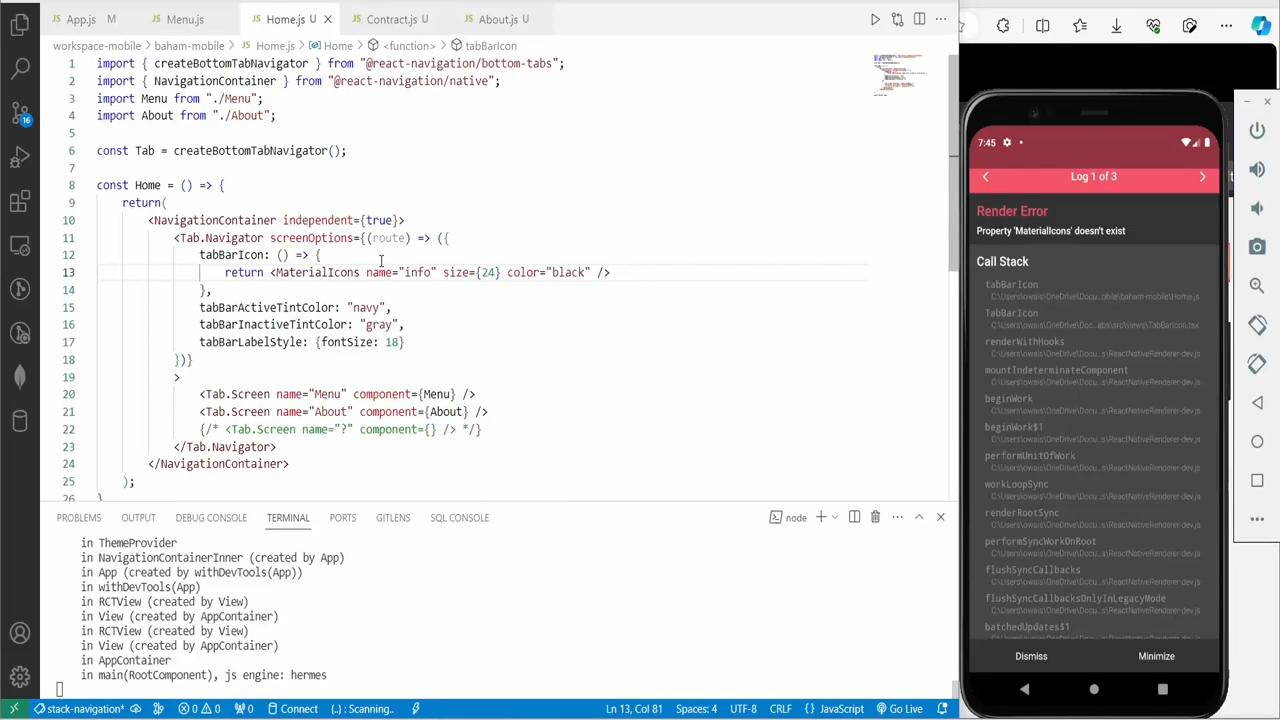 App.js M
Menu.js
Home.js U
Contract.js U
About.js U
workspace-mobile > baham-mobile > Home.js > Home > <function> > tabBarIcon
import { createBottomTabNavigator } from "@react-navigation/bottom-tabs";
import { NavigationContainer } from "@react-navigation/native";
3 import Menu from "./Menu";
4 import About from "./About";
5
6 const Tab = createBottomTabNavigator();
7
8 const Home = () => {
9 return(
10 <NavigationContainer independent={true}>
11 <Tab.Navigator screenOptions={(route) => ({
12 tabBarIcon: () => {
13 return <MaterialIcons name="info" size={24} color="black" />
14 },
15 tabBarActiveTintColor: "navy",
16 tabBarInactiveTintColor: "gray",
17 tabBarLabelStyle: {fontSize: 18}
18 })}
19 >
20 <Tab.Screen name="Menu" component={Menu} />
21 <Tab.Screen name="About" component={About} />
22 {/* <Tab.Screen name="?" component={} /> */}
23 </Tab.Navigator>
24 </NavigationContainer>
25 );
26 }
PROBLEMS OUTPUT DEBUG CONSOLE TERMINAL PORTS GITLENS SQL CONSOLE
node
in ThemeProvider
in NavigationContainerInner (created by App)
in App (created by withDevTools(App))
in withDevTools(App)
in RCTView (created by View)
in View (created by AppContainer)
in RCTView (created by View)
in View (created by AppContainer)
in AppContainer
in main(RootComponent), js engine: hermes
16
stack-navigation* 0 0 0 Connect {..} : Scanning..
Ln 13, Col 81 Spaces: 4 UTF-8 CRLF {} JavaScript Go Live
7:45
Log 1 of 3
Render Error
Property 'MaterialIcons' doesn't exist
Call Stack
tabBarIcon
C:\Users\owais\OneDrive\Docu...obile\baham-mobile\Home.js
TabBarIcon
C:\Users\owais\OneDrive\Doc...abs\src\views\TabBarIcon.tsx
renderWithHooks
C:\Users\owais\OneDrive\Docu...s\ReactNativeRenderer-dev.js
mountIndeterminateComponent
C:\Users\owais\OneDrive\Docu...s\ReactNativeRenderer-dev.js
beginWork
C:\Users\owais\OneDrive\Docu...s\ReactNativeRenderer-dev.js
beginWork$1
C:\Users\owais\OneDrive\Docu...s\ReactNativeRenderer-dev.js
performUnitOfWork
C:\Users\owais\OneDrive\Docu...s\ReactNativeRenderer-dev.js
workLoopSync
C:\Users\owais\OneDrive\Docu...s\ReactNativeRenderer-dev.js
renderRootSync
C:\Users\owais\OneDrive\Docu...s\ReactNativeRenderer-dev.js
performSyncWorkOnRoot
C:\Users\owais\OneDrive\Docu...s\ReactNativeRenderer-dev.js
flushSyncCallbacks
C:\Users\owais\OneDrive\Docu...s\ReactNativeRenderer-dev.js
flushSyncCallbacksOnlyInLegacyMode
C:\Users\owais\OneDrive\Docu...s\ReactNativeRenderer-dev.js
batchedUpdates$1
Dismiss
Minimize